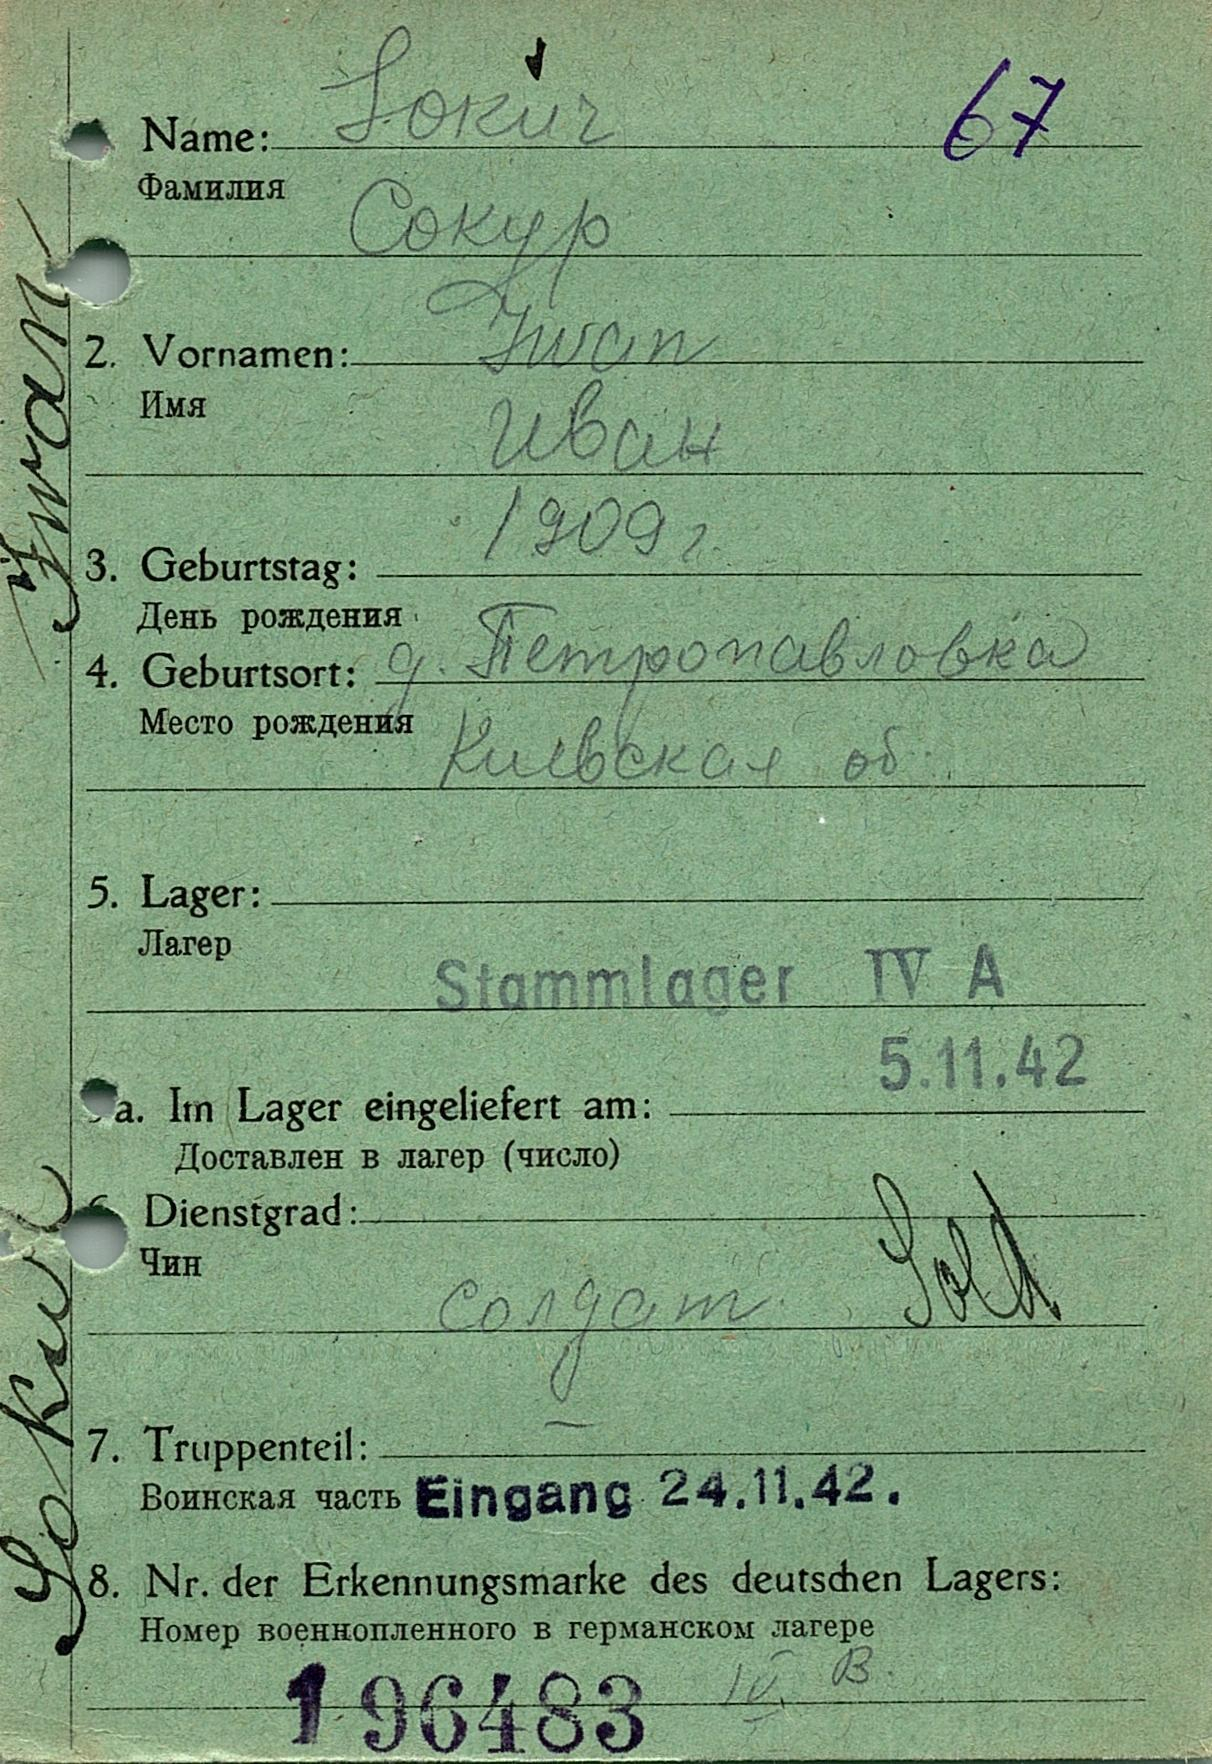 67
Name: Sokur
Фамилия
Сокур
2. Vornamen: Iwan
Имя
Иван
1909 г.
3. Geburtstag:
День рождения
4. Geburtsort: д. Петропавловка
Место рождения
Киевская об.
5. Lager:
Лагер
Stammlager IV A
5.11.42
a. Im Lager eingeliefert am:
Доставлен в лагер (число)
6 Dienstgrad:
Чин
солдат Sold
7. Truppenteil: —
Воинская часть Eingang 24.11.42.
8. Nr. der Erkennungsmarke des deutschen Lagers:
Номер военнопленного в германском лагере
196483 IV B.
Sokur Iwan